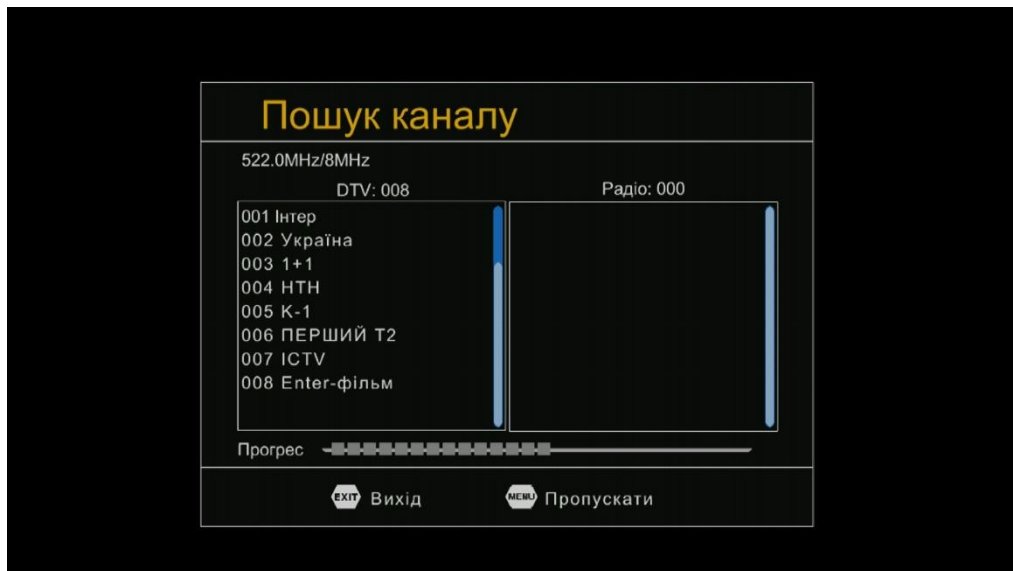 Пошук каналу
522.0MHz/8MHz
DTV: 008
Радіо: 000
001 Інтер
002 Україна
003 1+1
004 НТН
005 К-1
006 ПЕРШИЙ Т2
007 ICTV
008 Enter-фільм
Прогрес
EXIT Вихід
MENU Пропускати